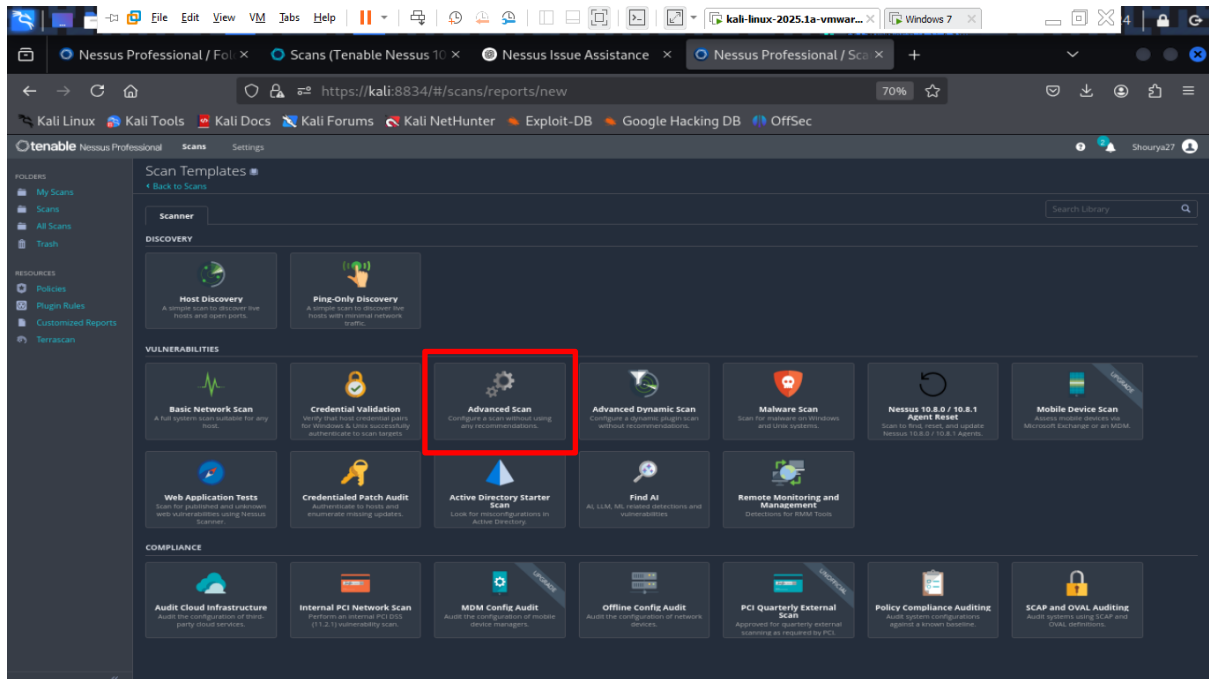 File Edit View VM Tabs Help kali-linux-2025.1a-vmwar... Windows 7
Nessus Professional / Fol Scans (Tenable Nessus 10 Nessus Issue Assistance Nessus Professional / Sca
https://kali:8834/#/scans/reports/new 70%
Kali Linux Kali Tools Kali Docs Kali Forums Kali NetHunter Exploit-DB Google Hacking DB OffSec
tenable Nessus Professional Scans Settings 2 Shourya27
FOLDERS
My Scans
Scans
All Scans
Trash
RESOURCES
Policies
Plugin Rules
Customized Reports
Terrascan
Scan Templates
Back to Scans
Scanner
Search Library
DISCOVERY
Host Discovery
A simple scan to discover live
hosts and open ports.
Ping-Only Discovery
A simple scan to discover live
hosts with minimal network
traffic.
VULNERABILITIES
Basic Network Scan
A full system scan suitable for any
host.
Credential Validation
Verify that host credential pairs
for Windows & Unix successfully
authenticate to scan targets
Advanced Scan
Configure a scan without using
any recommendations.
Advanced Dynamic Scan
Configure a dynamic plugin scan
without recommendations.
Malware Scan
Scan for malware on Windows
and Unix systems.
Nessus 10.8.0 / 10.8.1
Agent Reset
Scan to find, reset, and update
Nessus 10.8.0 / 10.8.1 Agents.
UPGRADE
Mobile Device Scan
Assess mobile devices via
Microsoft Exchange or an MDM.
Web Application Tests
Scan for published and unknown
web vulnerabilities using Nessus
Scanner.
Credentialed Patch Audit
Authenticate to hosts and
enumerate missing updates.
Active Directory Starter
Scan
Look for misconfigurations in
Active Directory.
Find AI
AI, LLM, ML related detections and
vulnerabilities
Remote Monitoring and
Management
Detections for RMM Tools
COMPLIANCE
Audit Cloud Infrastructure
Audit the configuration of third-
party cloud services.
Internal PCI Network Scan
Perform an internal PCI DSS
(11.2.1) vulnerability scan.
UPGRADE
MDM Config Audit
Audit the configuration of mobile
device managers.
Offline Config Audit
Audit the configuration of network
devices.
UNOFFICIAL
PCI Quarterly External
Scan
Approved for quarterly external
scanning as required by PCI.
Policy Compliance Auditing
Audit system configurations
against a known baseline.
SCAP and OVAL Auditing
Audit systems using SCAP and
OVAL definitions.